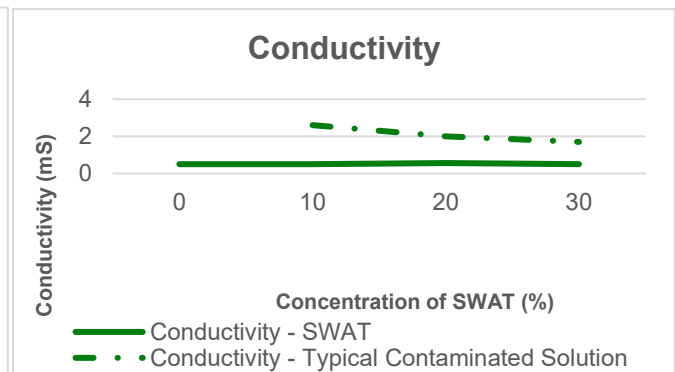 Conductivity
4
2
0
Conductivity (mS)
0 10 20 30
Concentration of SWAT (%)
Conductivity - SWAT
Conductivity - Typical Contaminated Solution